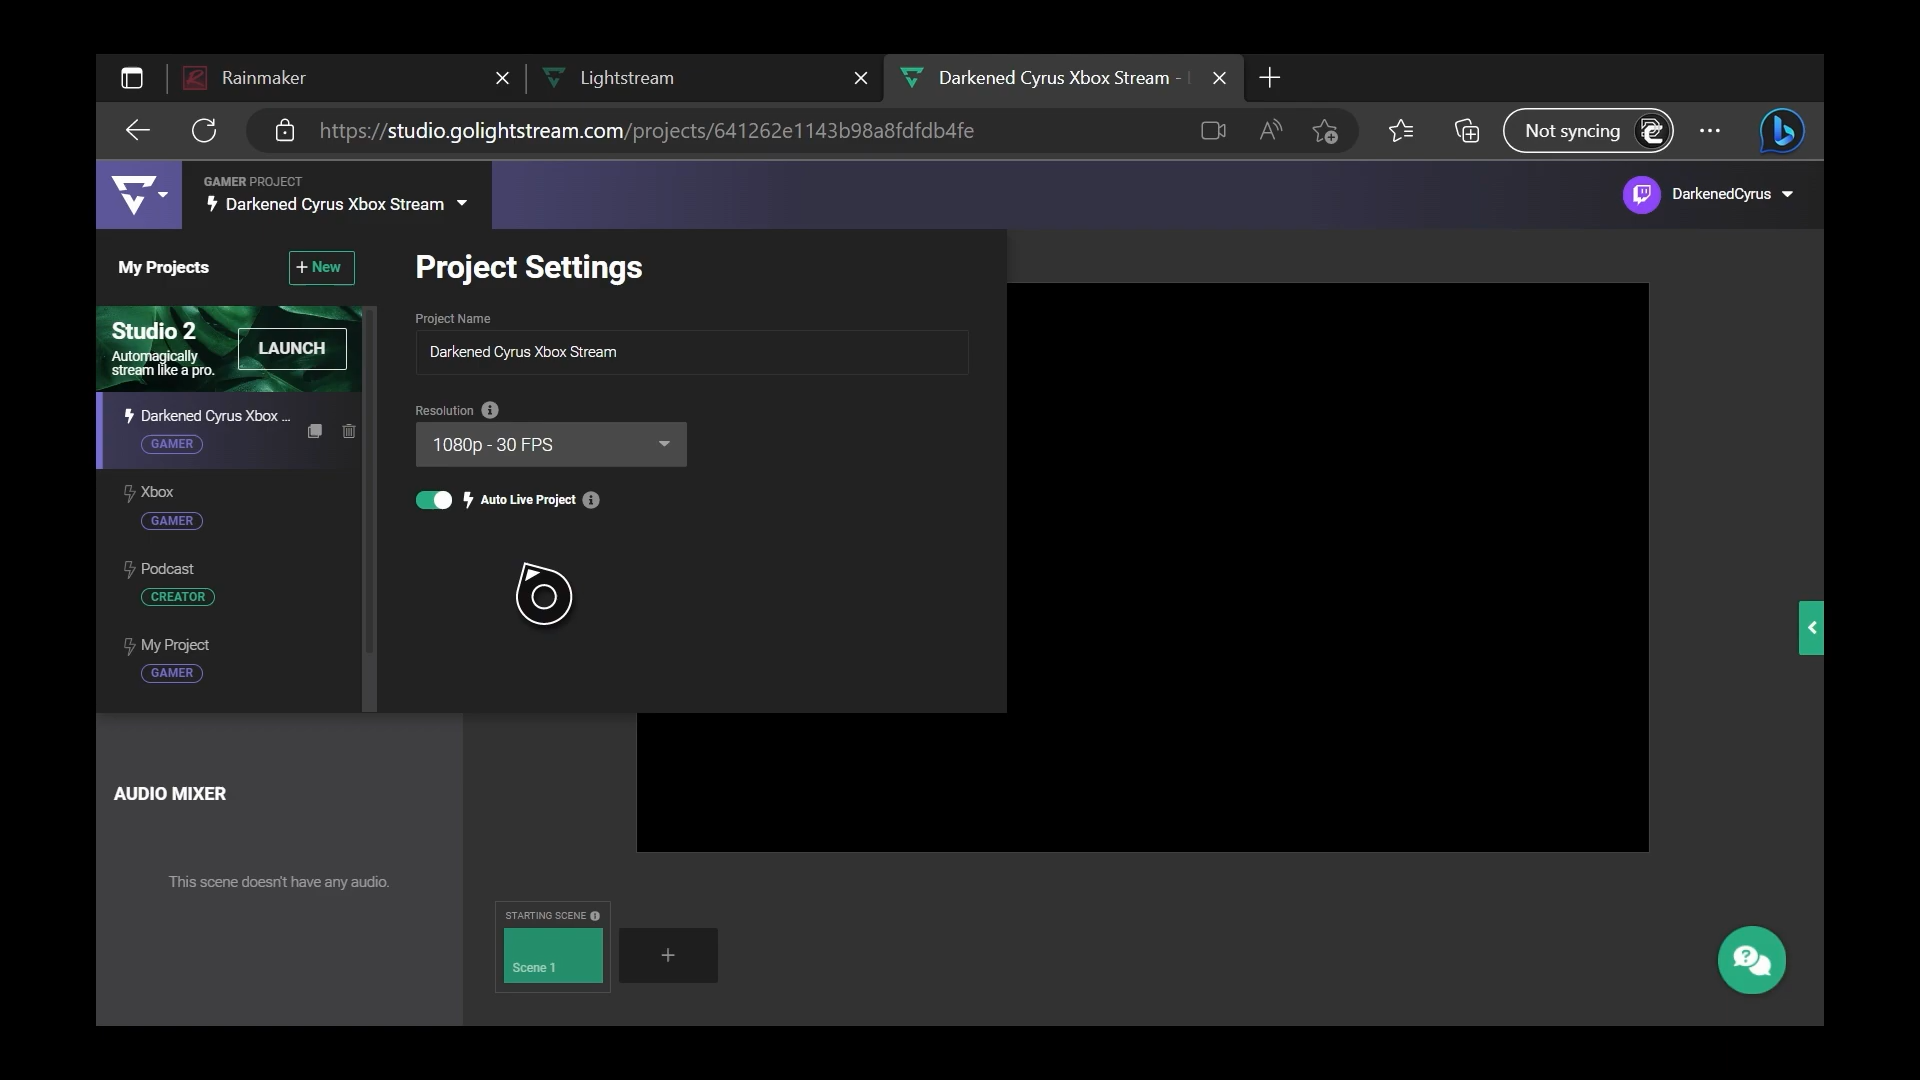 Rainmaker
Lightstream
Darkened Cyrus Xbox Stream -
https://studio.golightstream.com/projects/641262e1143b98a8fdfdb4fe
Not syncing
GAMER PROJECT
Darkened Cyrus Xbox Stream
DarkenedCyrus
My Projects
+ New
Studio 2
Automagically
stream like a pro.
LAUNCH
Darkened Cyrus Xbox ...
GAMER
Xbox
GAMER
Podcast
CREATOR
My Project
GAMER
Project Settings
Project Name
Darkened Cyrus Xbox Stream
Resolution
1080p - 30 FPS
Auto Live Project
AUDIO MIXER
This scene doesn't have any audio.
STARTING SCENE
Scene 1
+